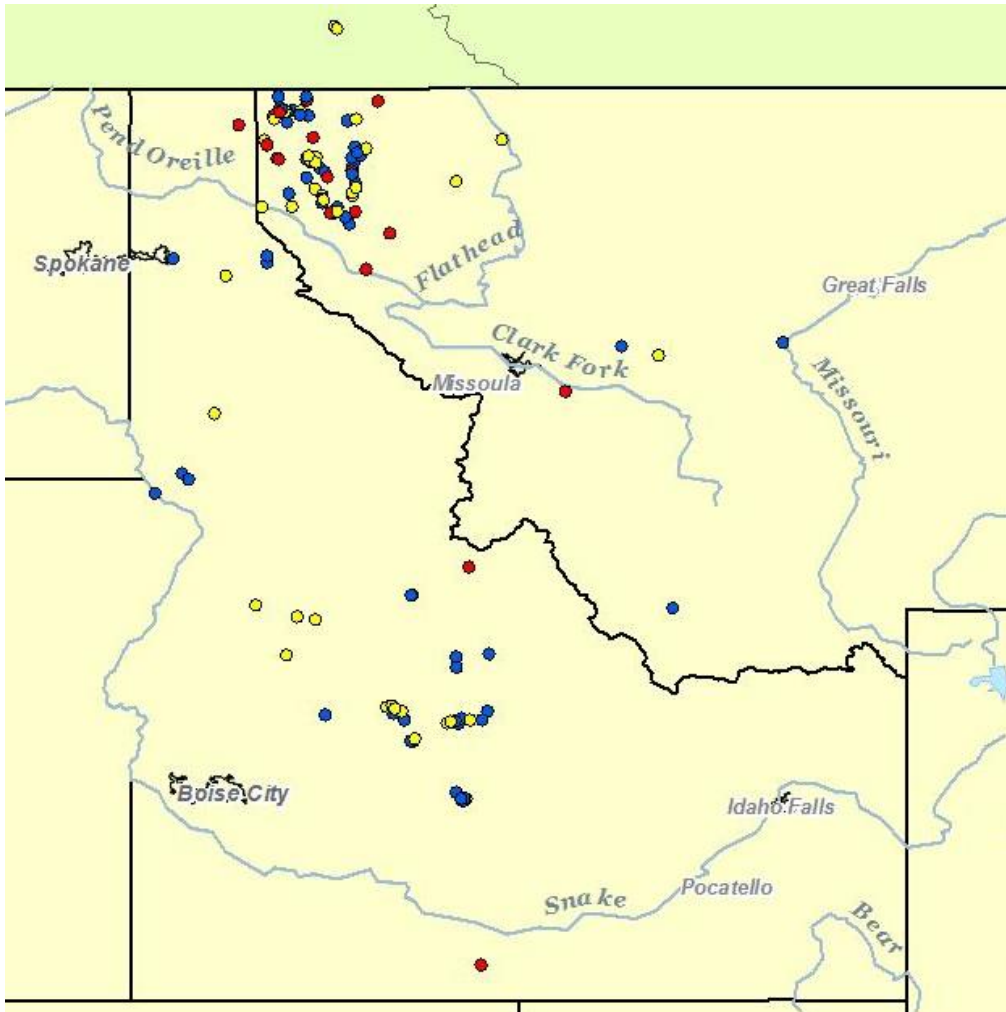 Pend Oreille
Spokane
Flathead
Great Falls
Clark Fork
Missoula
Missouri
Boise City
Idaho Falls
Pocatello
Snake
Bear